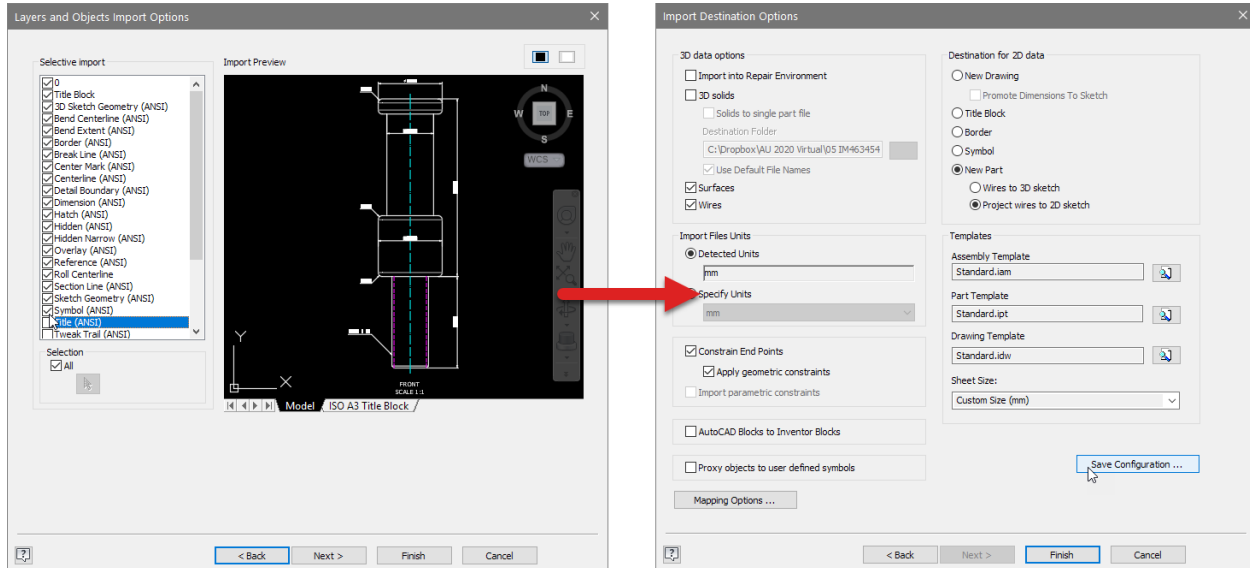 Layers and Objects Import Options
Selective import
Import Preview
0
Title Block
3D Sketch Geometry (ANSI)
Bend Centerline (ANSI)
Bend Extent (ANSI)
Border (ANSI)
Break Line (ANSI)
Center Mark (ANSI)
Centerline (ANSI)
Detail Boundary (ANSI)
Dimension (ANSI)
Hatch (ANSI)
Hidden (ANSI)
Hidden Narrow (ANSI)
Overlay (ANSI)
Reference (ANSI)
Roll Centerline
Section Line (ANSI)
Sketch Geometry (ANSI)
Symbol (ANSI)
Title (ANSI)
Tweak Trail (ANSI)
Selection
All
N
W TOP E
S
WCS
Y
X
FRONT
SCALE 1:1
Model
ISO A3 Title Block
< Back
Next >
Finish
Cancel
Import Destination Options
3D data options
Import into Repair Environment
3D solids
Solids to single part file
Destination Folder
C:\Dropbox\AU 2020 Virtual\05 IM463454
Use Default File Names
Surfaces
Wires
Import Files Units
Detected Units
mm
Specify Units
mm
Constrain End Points
Apply geometric constraints
Import parametric constraints
AutoCAD Blocks to Inventor Blocks
Proxy objects to user defined symbols
Mapping Options ...
Destination for 2D data
New Drawing
Promote Dimensions To Sketch
Title Block
Border
Symbol
New Part
Wires to 3D sketch
Project wires to 2D sketch
Templates
Assembly Template
Standard.iam
Part Template
Standard.ipt
Drawing Template
Standard.idw
Sheet Size:
Custom Size (mm)
Save Configuration ...
< Back
Next >
Finish
Cancel